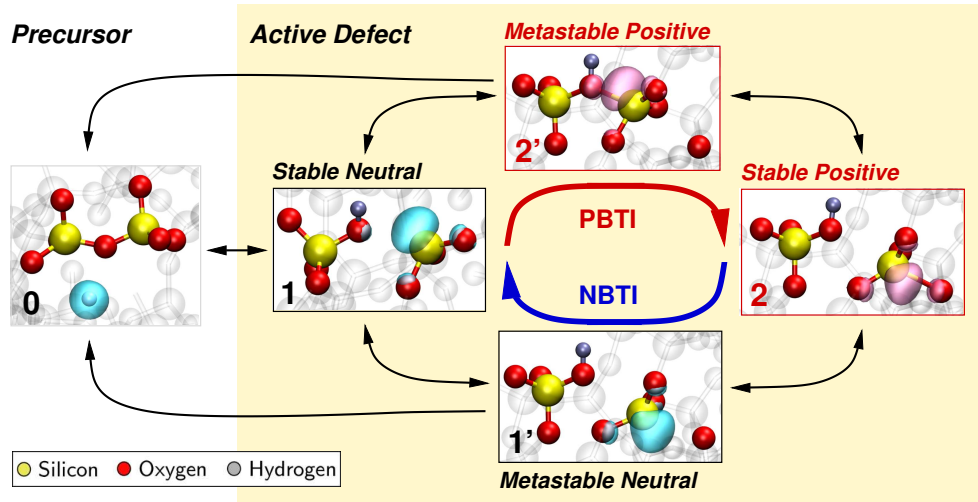 Precursor
Active Defect
Metastable Positive
2'
Stable Neutral
Stable Positive
PBTI
0
1
NBTI
2
1'
Silicon Oxygen Hydrogen
Metastable Neutral